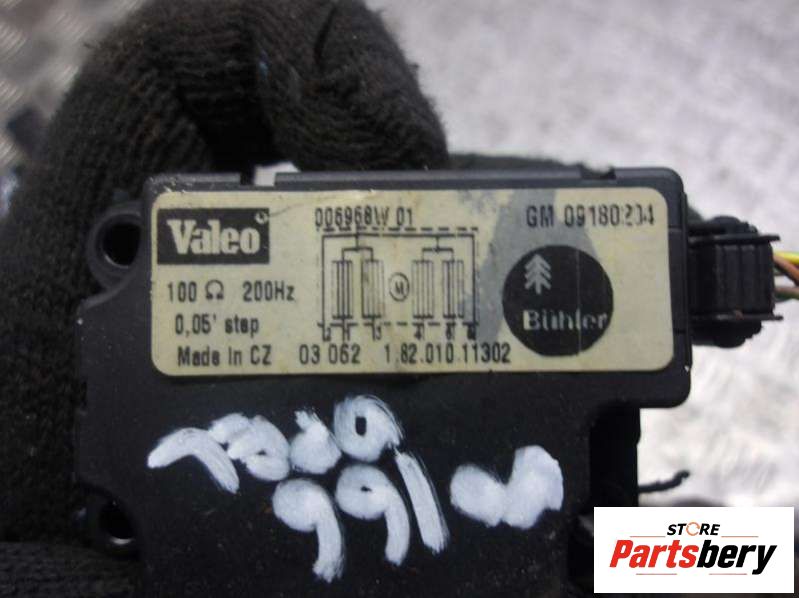 Valeo
006968W 01
GM 09180204
100 Ω 200Hz
M
0,05' step
Bühler
Made In CZ 03 062 1.82.010.11302
STORE
Partsbery